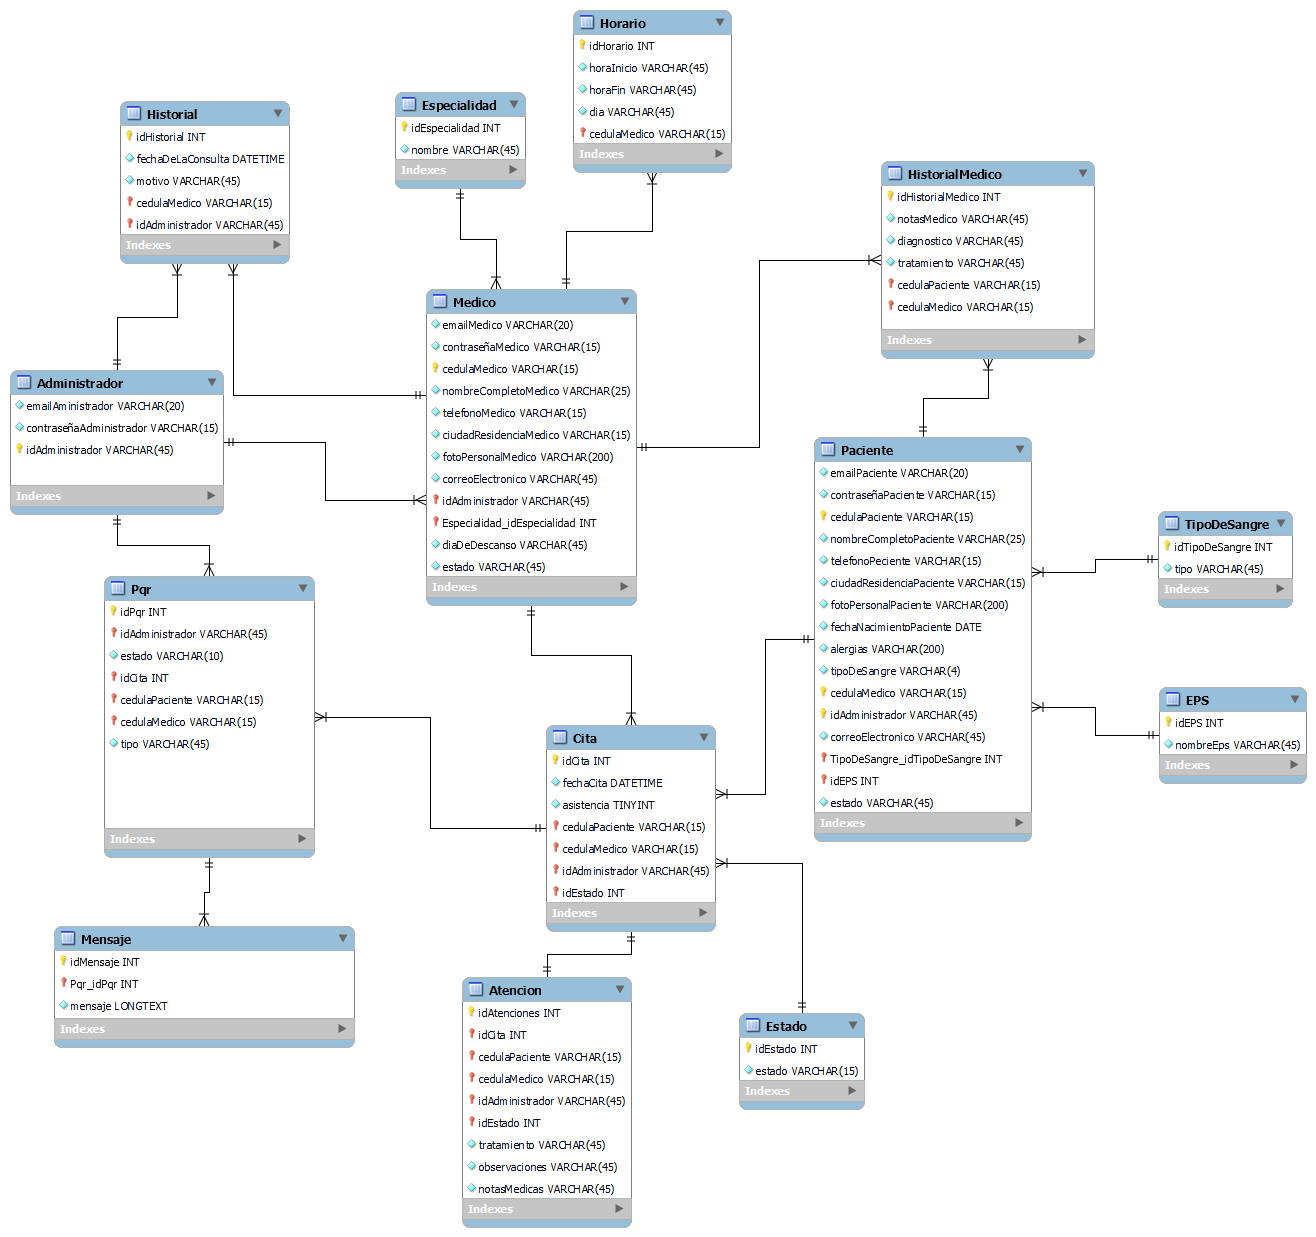 Horario
idHorario INT
horaInicio VARCHAR(45)
horaFin VARCHAR(45)
dia VARCHAR(45)
cedulaMedico VARCHAR(15)
Indexes
Especialidad
idEspecialidad INT
nombre VARCHAR(45)
Indexes
Historial
idHistorial INT
fechaDeLaConsulta DATETIME
motivo VARCHAR(45)
cedulaMedico VARCHAR(15)
idAdministrador VARCHAR(45)
Indexes
HistorialMedico
idHistorialMedico INT
notasMedico VARCHAR(45)
diagnostico VARCHAR(45)
tratamiento VARCHAR(45)
cedulaPaciente VARCHAR(15)
cedulaMedico VARCHAR(15)
Indexes
Medico
emailMedico VARCHAR(20)
contraseñaMedico VARCHAR(15)
cedulaMedico VARCHAR(15)
nombreCompletoMedico VARCHAR(25)
telefonoMedico VARCHAR(15)
ciudadResidenciaMedico VARCHAR(15)
fotoPersonalMedico VARCHAR(200)
correoElectronico VARCHAR(45)
idAdministrador VARCHAR(45)
Especialidad_idEspecialidad INT
diaDeDescanso VARCHAR(45)
estado VARCHAR(45)
Indexes
Administrador
emailAministrador VARCHAR(20)
contraseñaAdministrador VARCHAR(15)
idAdministrador VARCHAR(45)
Indexes
Paciente
emailPaciente VARCHAR(20)
contraseñaPaciente VARCHAR(15)
cedulaPaciente VARCHAR(15)
nombreCompletoPaciente VARCHAR(25)
telefonoPeciente VARCHAR(15)
ciudadResidenciaPaciente VARCHAR(15)
fotoPersonalPaciente VARCHAR(200)
fechaNacimientoPaciente DATE
alergias VARCHAR(200)
tipoDeSangre VARCHAR(4)
cedulaMedico VARCHAR(15)
idAdministrador VARCHAR(45)
correoElectronico VARCHAR(45)
TipoDeSangre_idTipoDeSangre INT
idEPS INT
estado VARCHAR(45)
Indexes
TipoDeSangre
idTipoDeSangre INT
tipo VARCHAR(45)
Indexes
EPS
idEPS INT
nombreEps VARCHAR(45)
Indexes
Pqr
idPqr INT
idAdministrador VARCHAR(45)
estado VARCHAR(10)
idCita INT
cedulaPaciente VARCHAR(15)
cedulaMedico VARCHAR(15)
tipo VARCHAR(45)
Indexes
Cita
idCita INT
fechaCita DATETIME
asistencia TINYINT
cedulaPaciente VARCHAR(15)
cedulaMedico VARCHAR(15)
idAdministrador VARCHAR(45)
idEstado INT
Indexes
Mensaje
idMensaje INT
Pqr_idPqr INT
mensaje LONGTEXT
Indexes
Atencion
idAtenciones INT
idCita INT
cedulaPaciente VARCHAR(15)
cedulaMedico VARCHAR(15)
idAdministrador VARCHAR(45)
idEstado INT
tratamiento VARCHAR(45)
observaciones VARCHAR(45)
notasMedicas VARCHAR(45)
Indexes
Estado
idEstado INT
estado VARCHAR(15)
Indexes